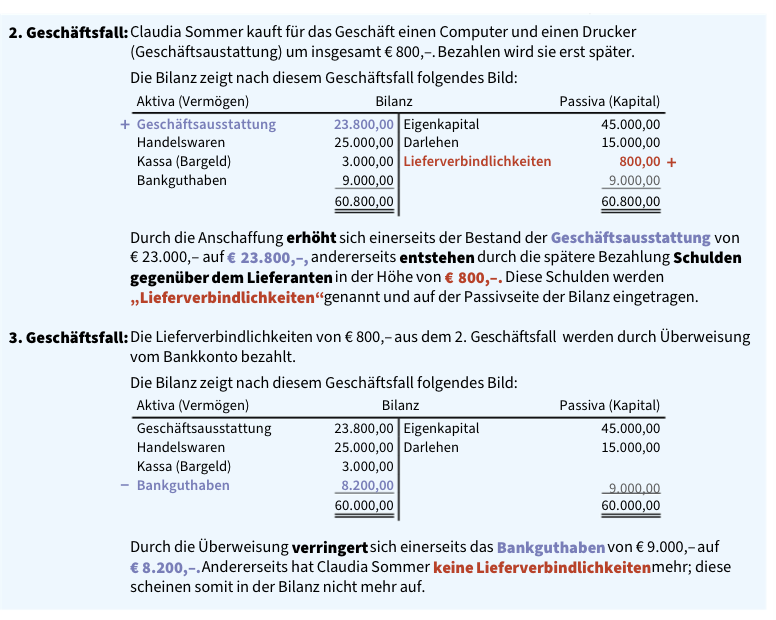 2. Geschäftsfall: Claudia Sommer kauft für das Geschäft einen Computer und einen Drucker
(Geschäftsaustattung) um insgesamt € 800,–. Bezahlen wird sie erst später.
Die Bilanz zeigt nach diesem Geschäftsfall folgendes Bild:
Aktiva (Vermögen) Bilanz Passiva (Kapital)
+ Geschäftsausstattung 23.800,00 Eigenkapital 45.000,00
Handelswaren 25.000,00 Darlehen 15.000,00
Kassa (Bargeld) 3.000,00 Lieferverbindlichkeiten 800,00 +
Bankguthaben 9.000,00 9.000,00
60.800,00 60.800,00
Durch die Anschaffung erhöht sich einerseits der Bestand der Geschäftsausstattung von
€ 23.000,– auf € 23.800,–, andererseits entstehen durch die spätere Bezahlung Schulden
gegenüber dem Lieferanten in der Höhe von € 800,–. Diese Schulden werden
„Lieferverbindlichkeiten“ genannt und auf der Passivseite der Bilanz eingetragen.
3. Geschäftsfall: Die Lieferverbindlichkeiten von € 800,– aus dem 2. Geschäftsfall werden durch Überweisung
vom Bankkonto bezahlt.
Die Bilanz zeigt nach diesem Geschäftsfall folgendes Bild:
Aktiva (Vermögen) Bilanz Passiva (Kapital)
Geschäftsausstattung 23.800,00 Eigenkapital 45.000,00
Handelswaren 25.000,00 Darlehen 15.000,00
Kassa (Bargeld) 3.000,00
– Bankguthaben 8.200,00 9.000,00
60.000,00 60.000,00
Durch die Überweisung verringert sich einerseits das Bankguthaben von € 9.000,– auf
€ 8.200,–. Andererseits hat Claudia Sommer keine Lieferverbindlichkeiten mehr; diese
scheinen somit in der Bilanz nicht mehr auf.